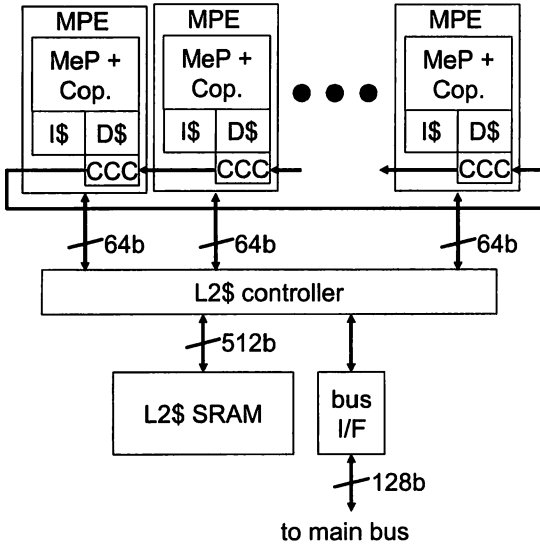 MPE
MPE
MPE
MeP +
Cop.
MeP +
Cop.
MeP +
Cop.
I$
D$
I$
D$
I$
D$
CCC
CCC
CCC
64b
64b
64b
L2$ controller
512b
L2$ SRAM
bus
I/F
128b
to main bus